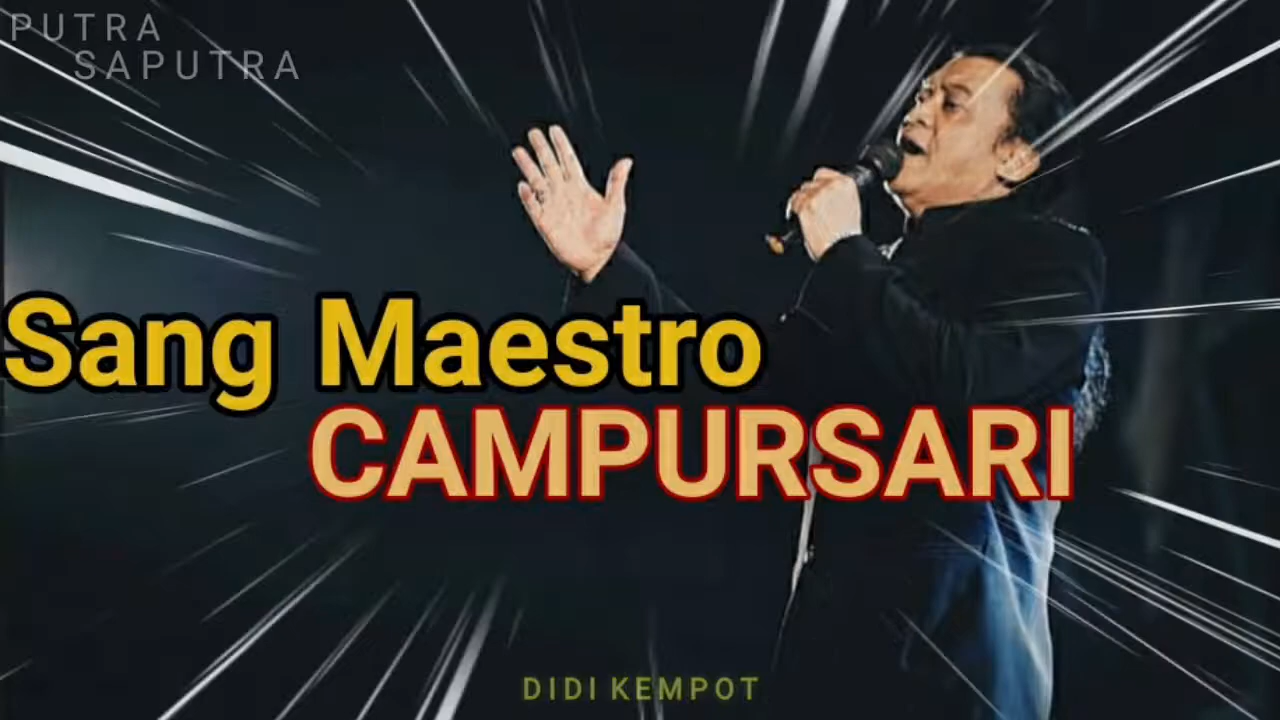 PUTRA
SAPUTRA
Sang Maestro
CAMPURSARI
DIDI KEMPOT